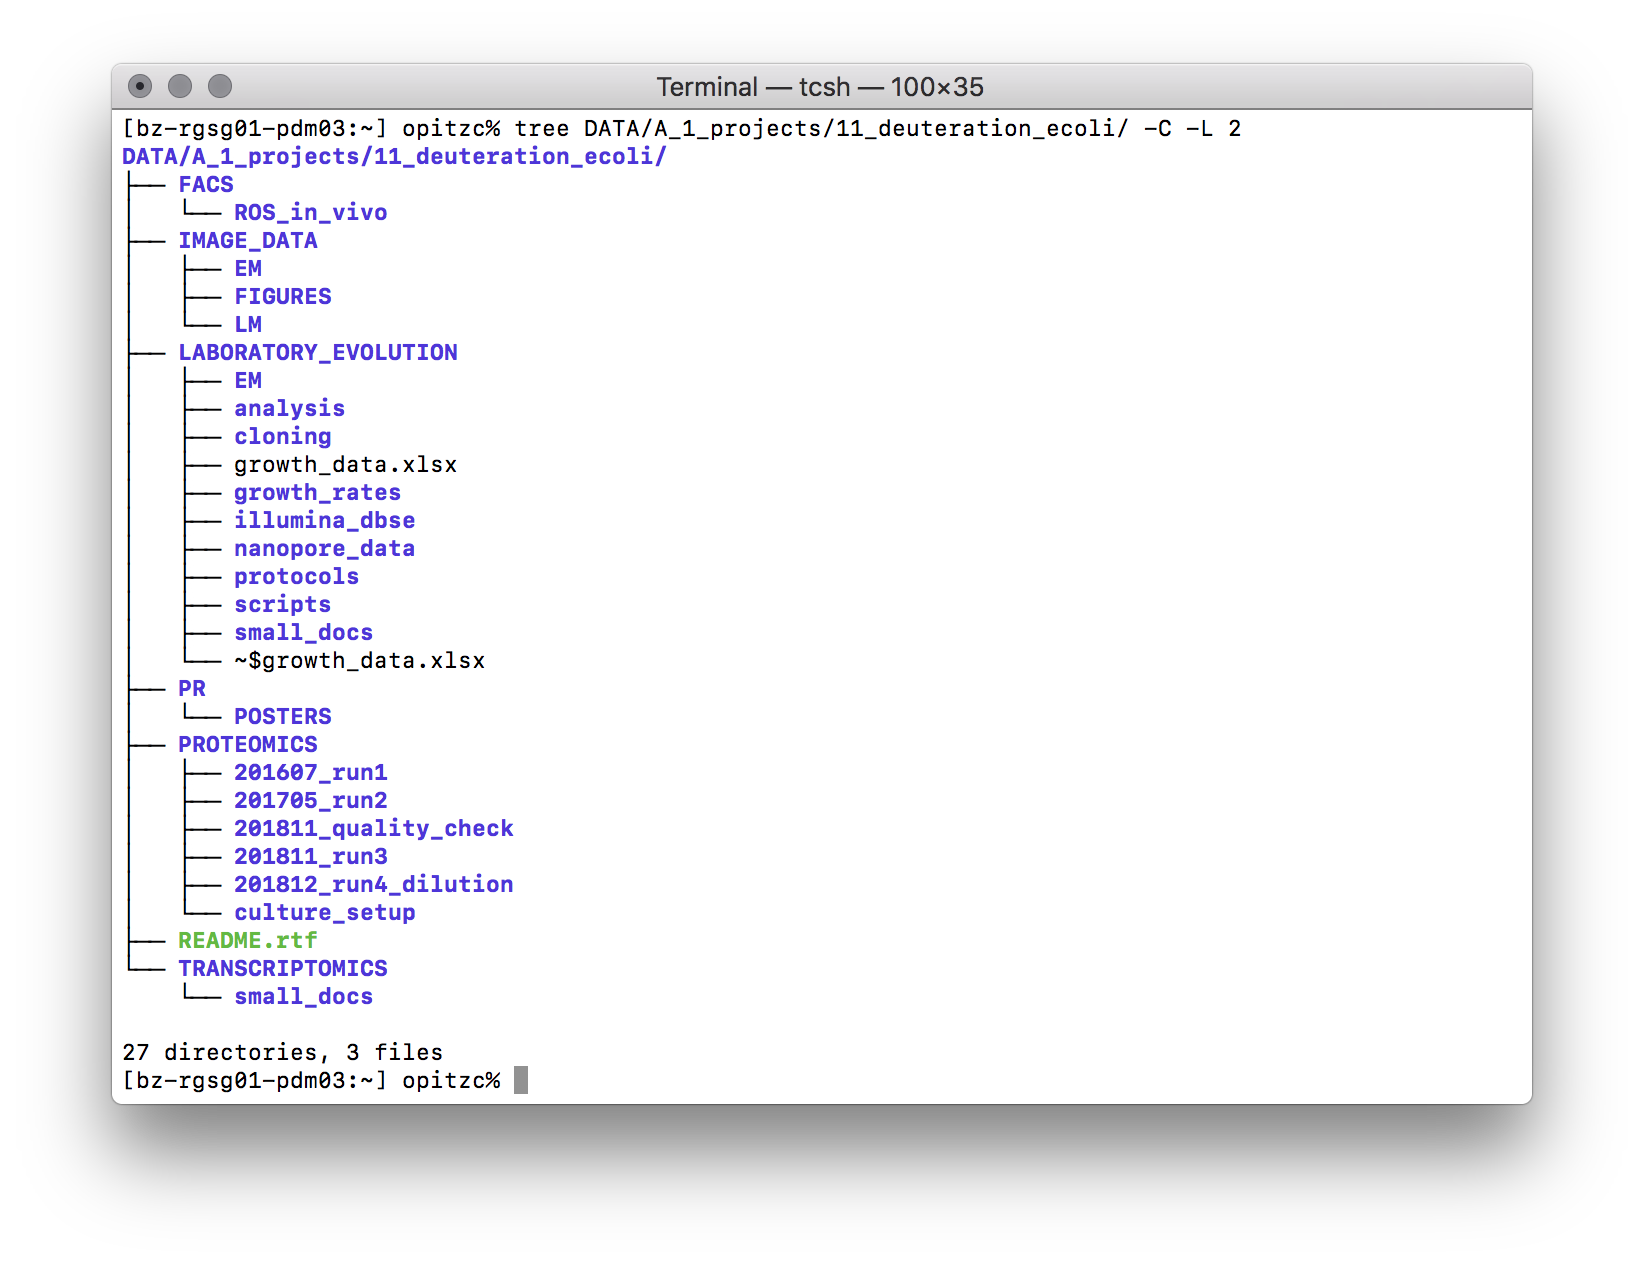 Terminal — tcsh — 100×35
[bz-rgsg01-pdm03:~] opitzc% tree DATA/A_1_projects/11_deuteration_ecoli/ -C -L 2
DATA/A_1_projects/11_deuteration_ecoli/
├── FACS
│   └── ROS_in_vivo
├── IMAGE_DATA
│   ├── EM
│   ├── FIGURES
│   └── LM
├── LABORATORY_EVOLUTION
│   ├── EM
│   ├── analysis
│   ├── cloning
│   ├── growth_data.xlsx
│   ├── growth_rates
│   ├── illumina_dbse
│   ├── nanopore_data
│   ├── protocols
│   ├── scripts
│   ├── small_docs
│   └── ~$growth_data.xlsx
├── PR
│   └── POSTERS
├── PROTEOMICS
│   ├── 201607_run1
│   ├── 201705_run2
│   ├── 201811_quality_check
│   ├── 201811_run3
│   ├── 201812_run4_dilution
│   └── culture_setup
├── README.rtf
└── TRANSCRIPTOMICS
    └── small_docs
27 directories, 3 files
[bz-rgsg01-pdm03:~] opitzc%